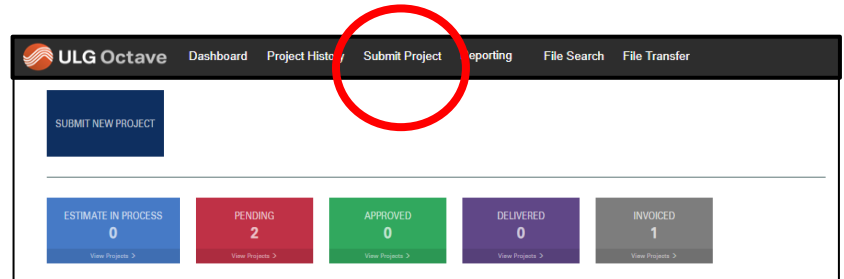 ULG Octave Dashboard Project History Submit Project Reporting File Search File Transfer
SUBMIT NEW PROJECT
ESTIMATE IN PROCESS PENDING APPROVED DELIVERED INVOICED
0 2 0 0 1
View Projects > View Projects > View Projects > View Projects > View Projects >